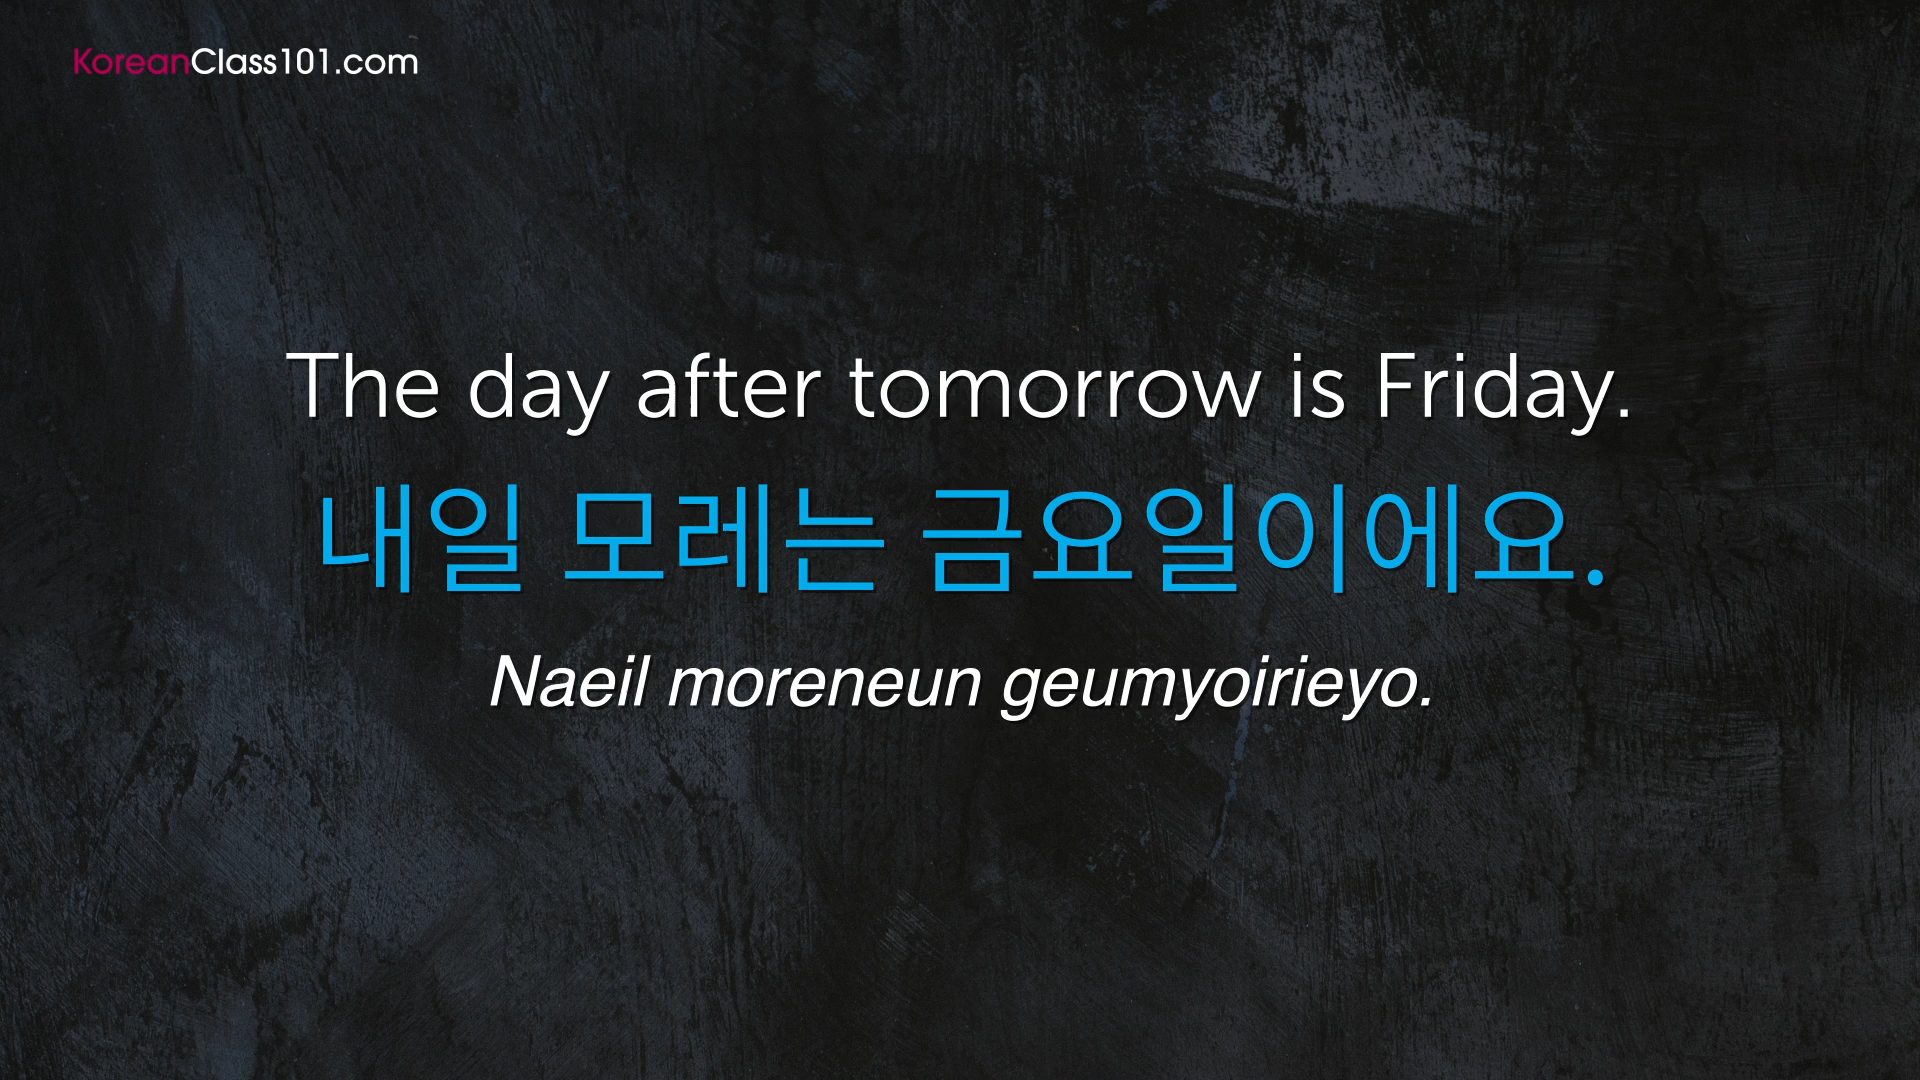 KoreanClass101.com
The day after tomorrow is Friday.
내일 모레는 금요일이에요.
Naeil moreneun geumyoirieyo.